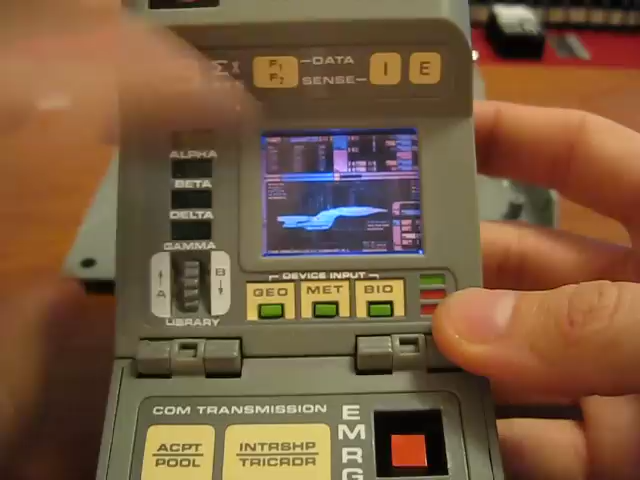 F1
F2
DATA
SENSE
I
E
ALPHA
BETA
DELTA
GAMMA
A
B
LIBRARY
DEVICE INPUT
GEO MET BIO
COM TRANSMISSION
ACPT
POOL
INTRSHP
TRICRDR
EMRG